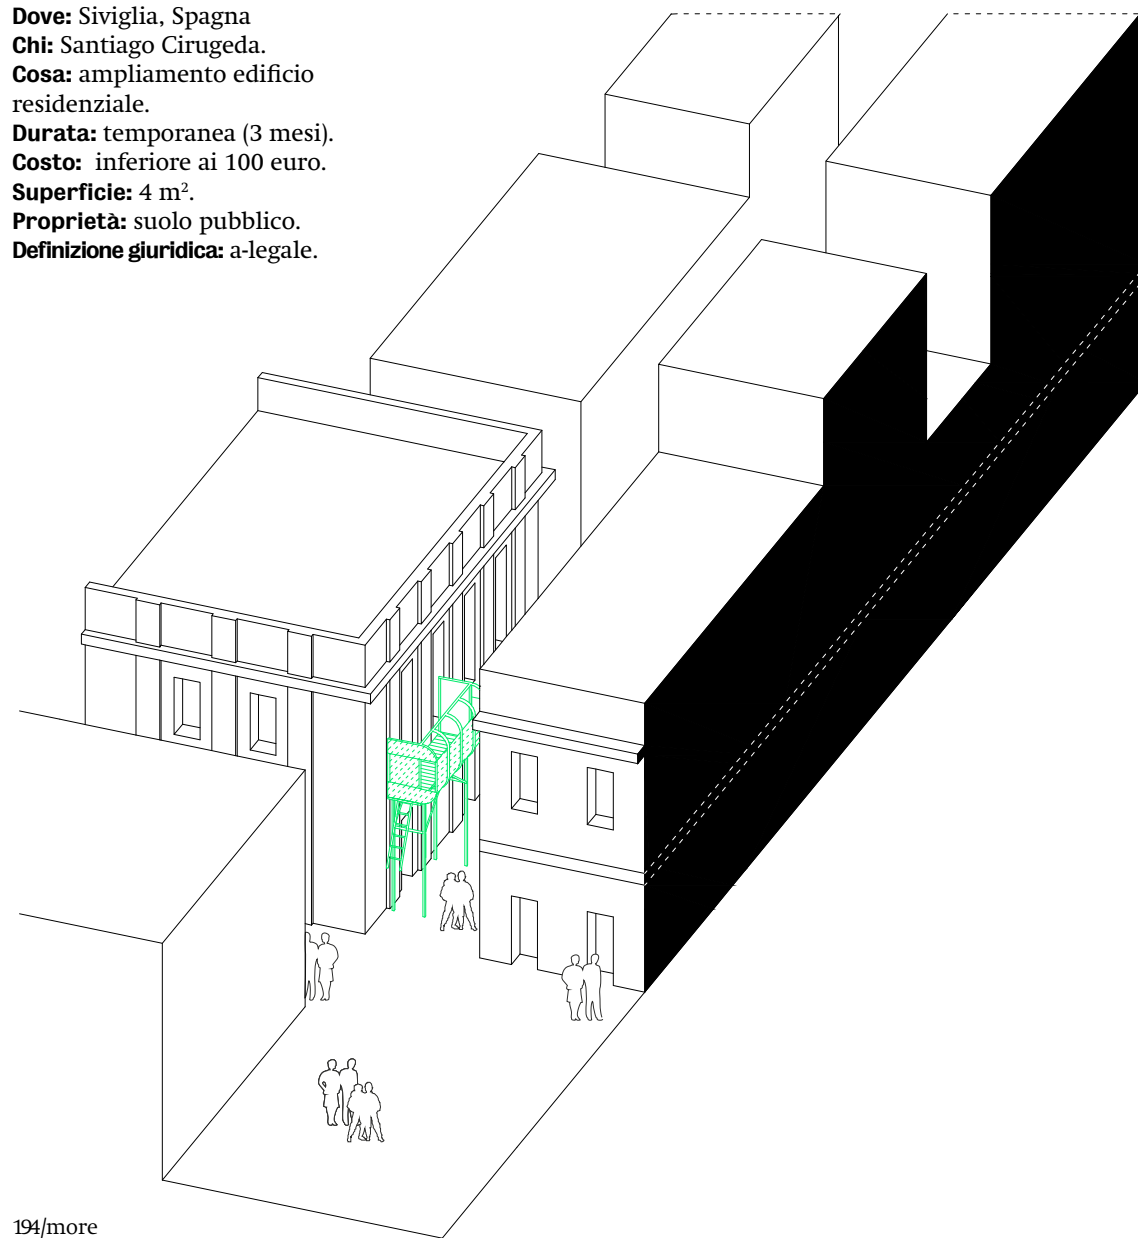 Dove: Siviglia, Spagna
Chi: Santiago Cirugeda.
Cosa: ampliamento edificio
residenziale.
Durata: temporanea (3 mesi).
Costo: inferiore ai 100 euro.
Superficie: 4 m².
Proprietà: suolo pubblico.
Definizione giuridica: a-legale.
194/more